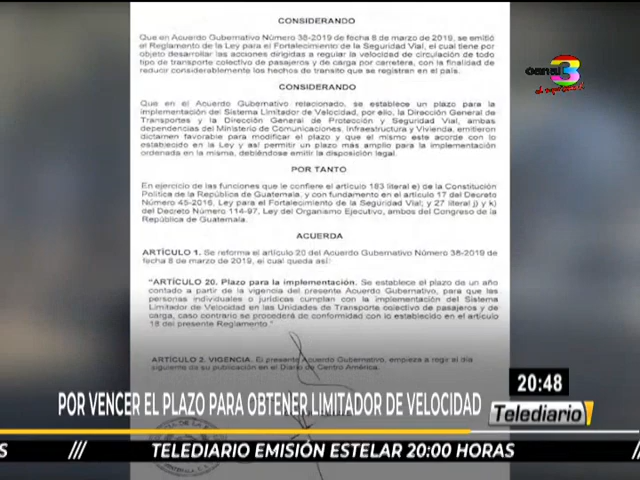 CONSIDERANDO
Que en Acuerdo Gubernativo Número 38-2019 de fecha 8 de marzo de 2019, se emitió
el Reglamento de la Ley para el Fortalecimiento de la Seguridad Vial, el cual tiene por
objeto desarrollar las acciones dirigidas a regular la velocidad de circulación de todo
tipo de transporte colectivo de pasajeros y de carga por carretera, con la finalidad de
reducir considerablemente los hechos de tránsito que se registran en el país.
canal 3
CONSIDERANDO
Que en el Acuerdo Gubernativo relacionado, se establece un plazo para la
implementación del Sistema Limitador de Velocidad, por ello, la Dirección General de
Transportes y la Dirección General de Protección y Seguridad Vial, ambas
dependencias del Ministerio de Comunicaciones, Infraestructura y Vivienda, emitieron
dictamen favorable para modificar el plazo y que el mismo este acorde con lo
establecido en la Ley y así permitir un plazo más amplio para la implementación
ordenada en la misma, debiéndose emitir la disposición legal.
POR TANTO
En ejercicio de las funciones que le confiere el artículo 183 literal e) de la Constitución
Política de la República de Guatemala, y con fundamento en el artículo 17 del Decreto
Número 45-2016, Ley para el Fortalecimiento de la Seguridad Vial; y 27 literal j) y k)
del Decreto Número 114-97, Ley del Organismo Ejecutivo, ambos del Congreso de la
República de Guatemala.
ACUERDA
ARTÍCULO 1. Se reforma el artículo 20 del Acuerdo Gubernativo Número 38-2019 de
fecha 8 de marzo de 2019, el cual queda así:
"ARTÍCULO 20. Plazo para la implementación. Se establece el plazo de un año
contado a partir de la vigencia del presente Acuerdo Gubernativo, para que las
personas individuales o jurídicas cumplan con la implementación del Sistema
Limitador de Velocidad en las Unidades de Transporte colectivo de pasajeros y de
carga, caso contrario se procederá de conformidad con lo establecido en el artículo
18 del presente Reglamento."
ARTÍCULO 2. VIGENCIA. El presente Acuerdo Gubernativo, empieza a regir el día
siguiente de su publicación en el Diario de Centro América.
20:48
POR VENCER EL PLAZO PARA OBTENER LIMITADOR DE VELOCIDAD
Telediario
S /// TELEDIARIO EMISIÓN ESTELAR 20:00 HORAS ///